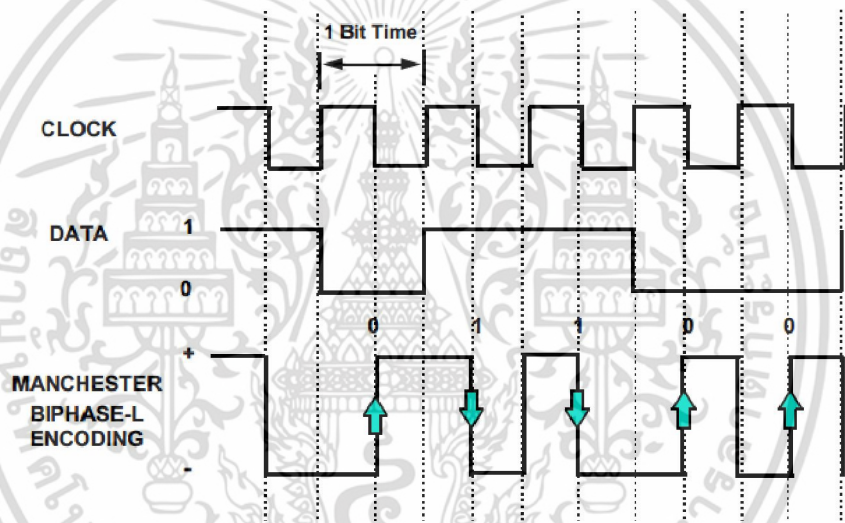 1 Bit Time
CLOCK
DATA
1
0
0 1 1 0 0
+
MANCHESTER
BIPHASE-L
ENCODING
-